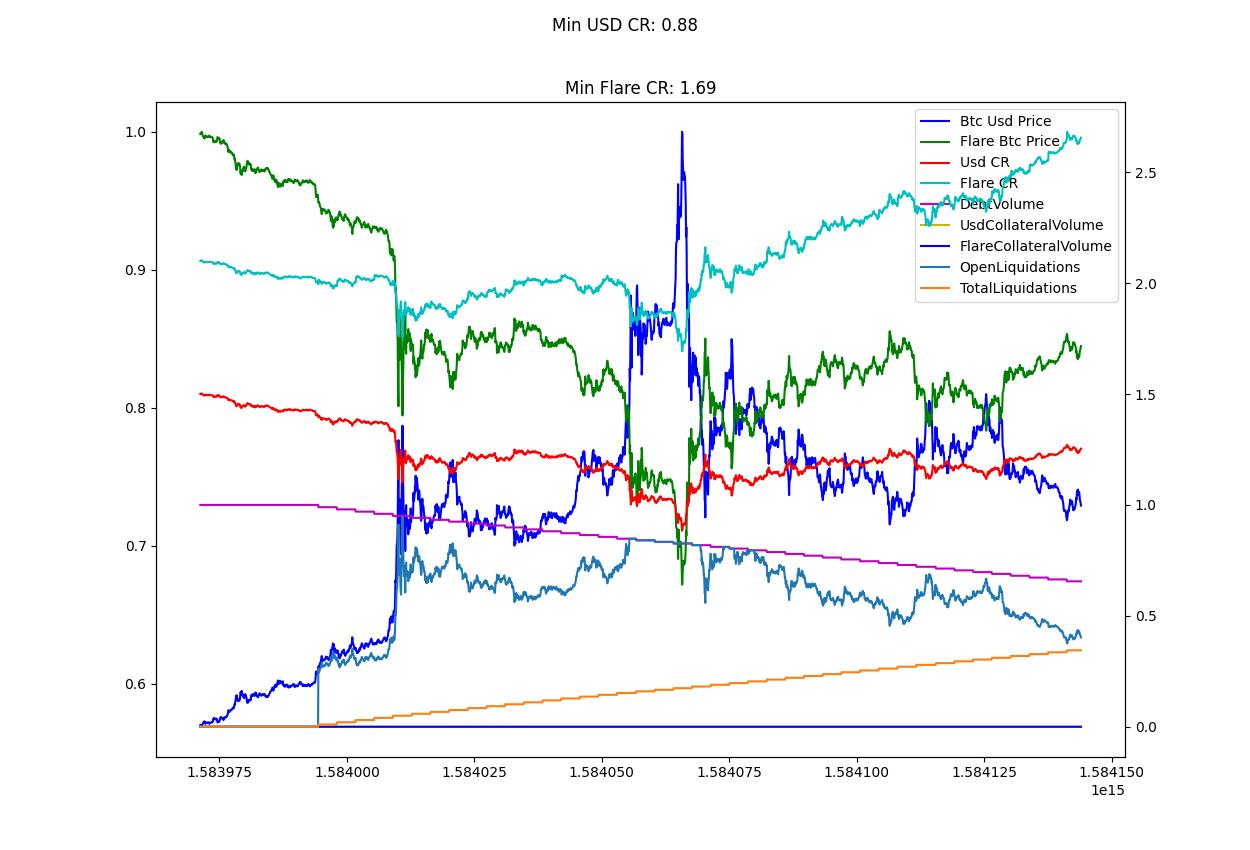 Min USD CR: 0.88
Min Flare CR: 1.69
1.0
0.9
0.8
0.7
0.6
Btc Usd Price
Flare Btc Price
Usd CR
Flare CR
DebtVolume
UsdCollateralVolume
FlareCollateralVolume
OpenLiquidations
TotalLiquidations
2.5
2.0
1.5
1.0
0.5
0.0
1.583975 1.584000 1.584025 1.584050 1.584075 1.584100 1.584125 1.584150
1e15